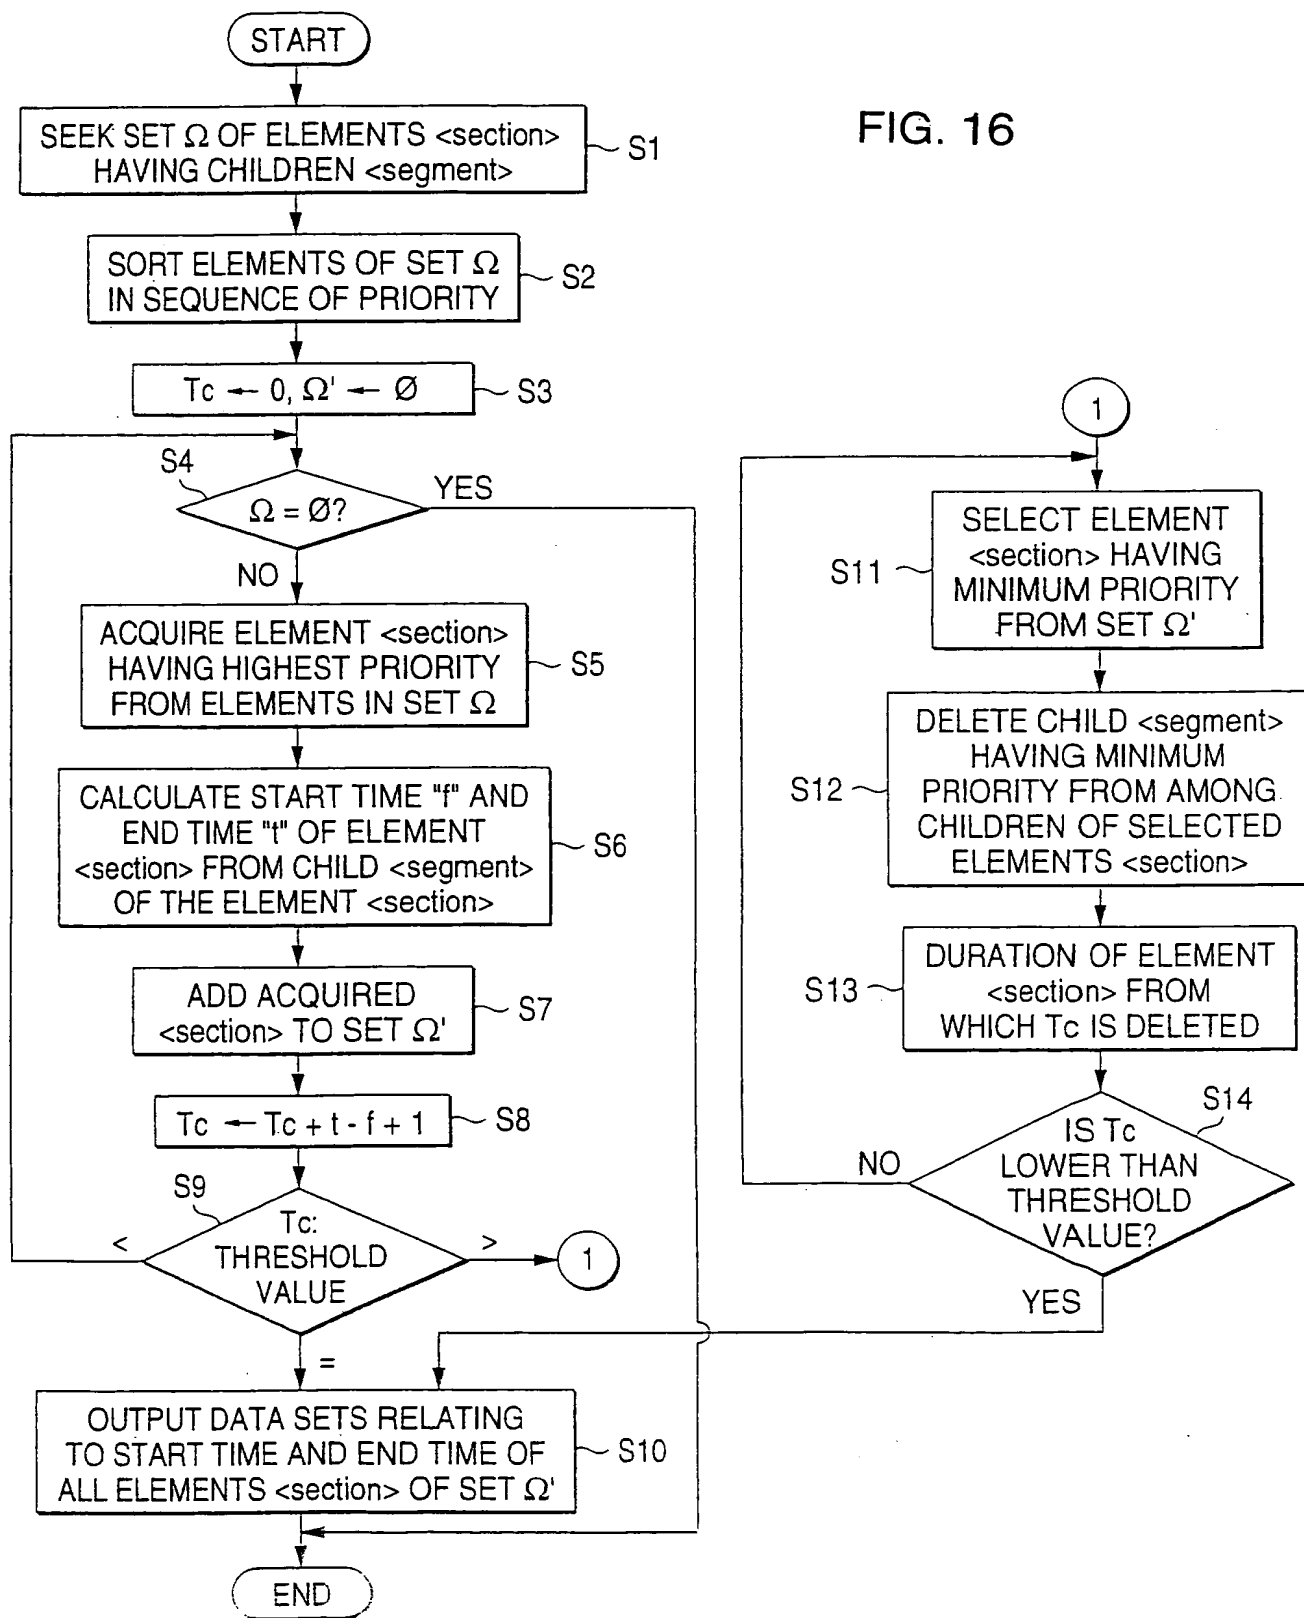 START
FIG. 16
SEEK SET Ω OF ELEMENTS <section>
HAVING CHILDREN <segment>
S1
SORT ELEMENTS OF SET Ω
IN SEQUENCE OF PRIORITY
S2
Tc ← 0, Ω' ← Ø
S3
S4
Ω = Ø?
YES
NO
ACQUIRE ELEMENT <section>
HAVING HIGHEST PRIORITY
FROM ELEMENTS IN SET Ω
S5
CALCULATE START TIME "f" AND
END TIME "t" OF ELEMENT
<section> FROM CHILD <segment>
OF THE ELEMENT <section>
S6
ADD ACQUIRED
<section> TO SET Ω'
S7
Tc ← Tc + t - f + 1
S8
S9
Tc:
THRESHOLD
VALUE
<
>
1
=
OUTPUT DATA SETS RELATING
TO START TIME AND END TIME OF
ALL ELEMENTS <section> OF SET Ω'
S10
END
1
SELECT ELEMENT
<section> HAVING
MINIMUM PRIORITY
FROM SET Ω'
S11
DELETE CHILD <segment>
HAVING MINIMUM
PRIORITY FROM AMONG
CHILDREN OF SELECTED
ELEMENTS <section>
S12
DURATION OF ELEMENT
<section> FROM
WHICH Tc IS DELETED
S13
S14
IS Tc
LOWER THAN
THRESHOLD
VALUE?
NO
YES